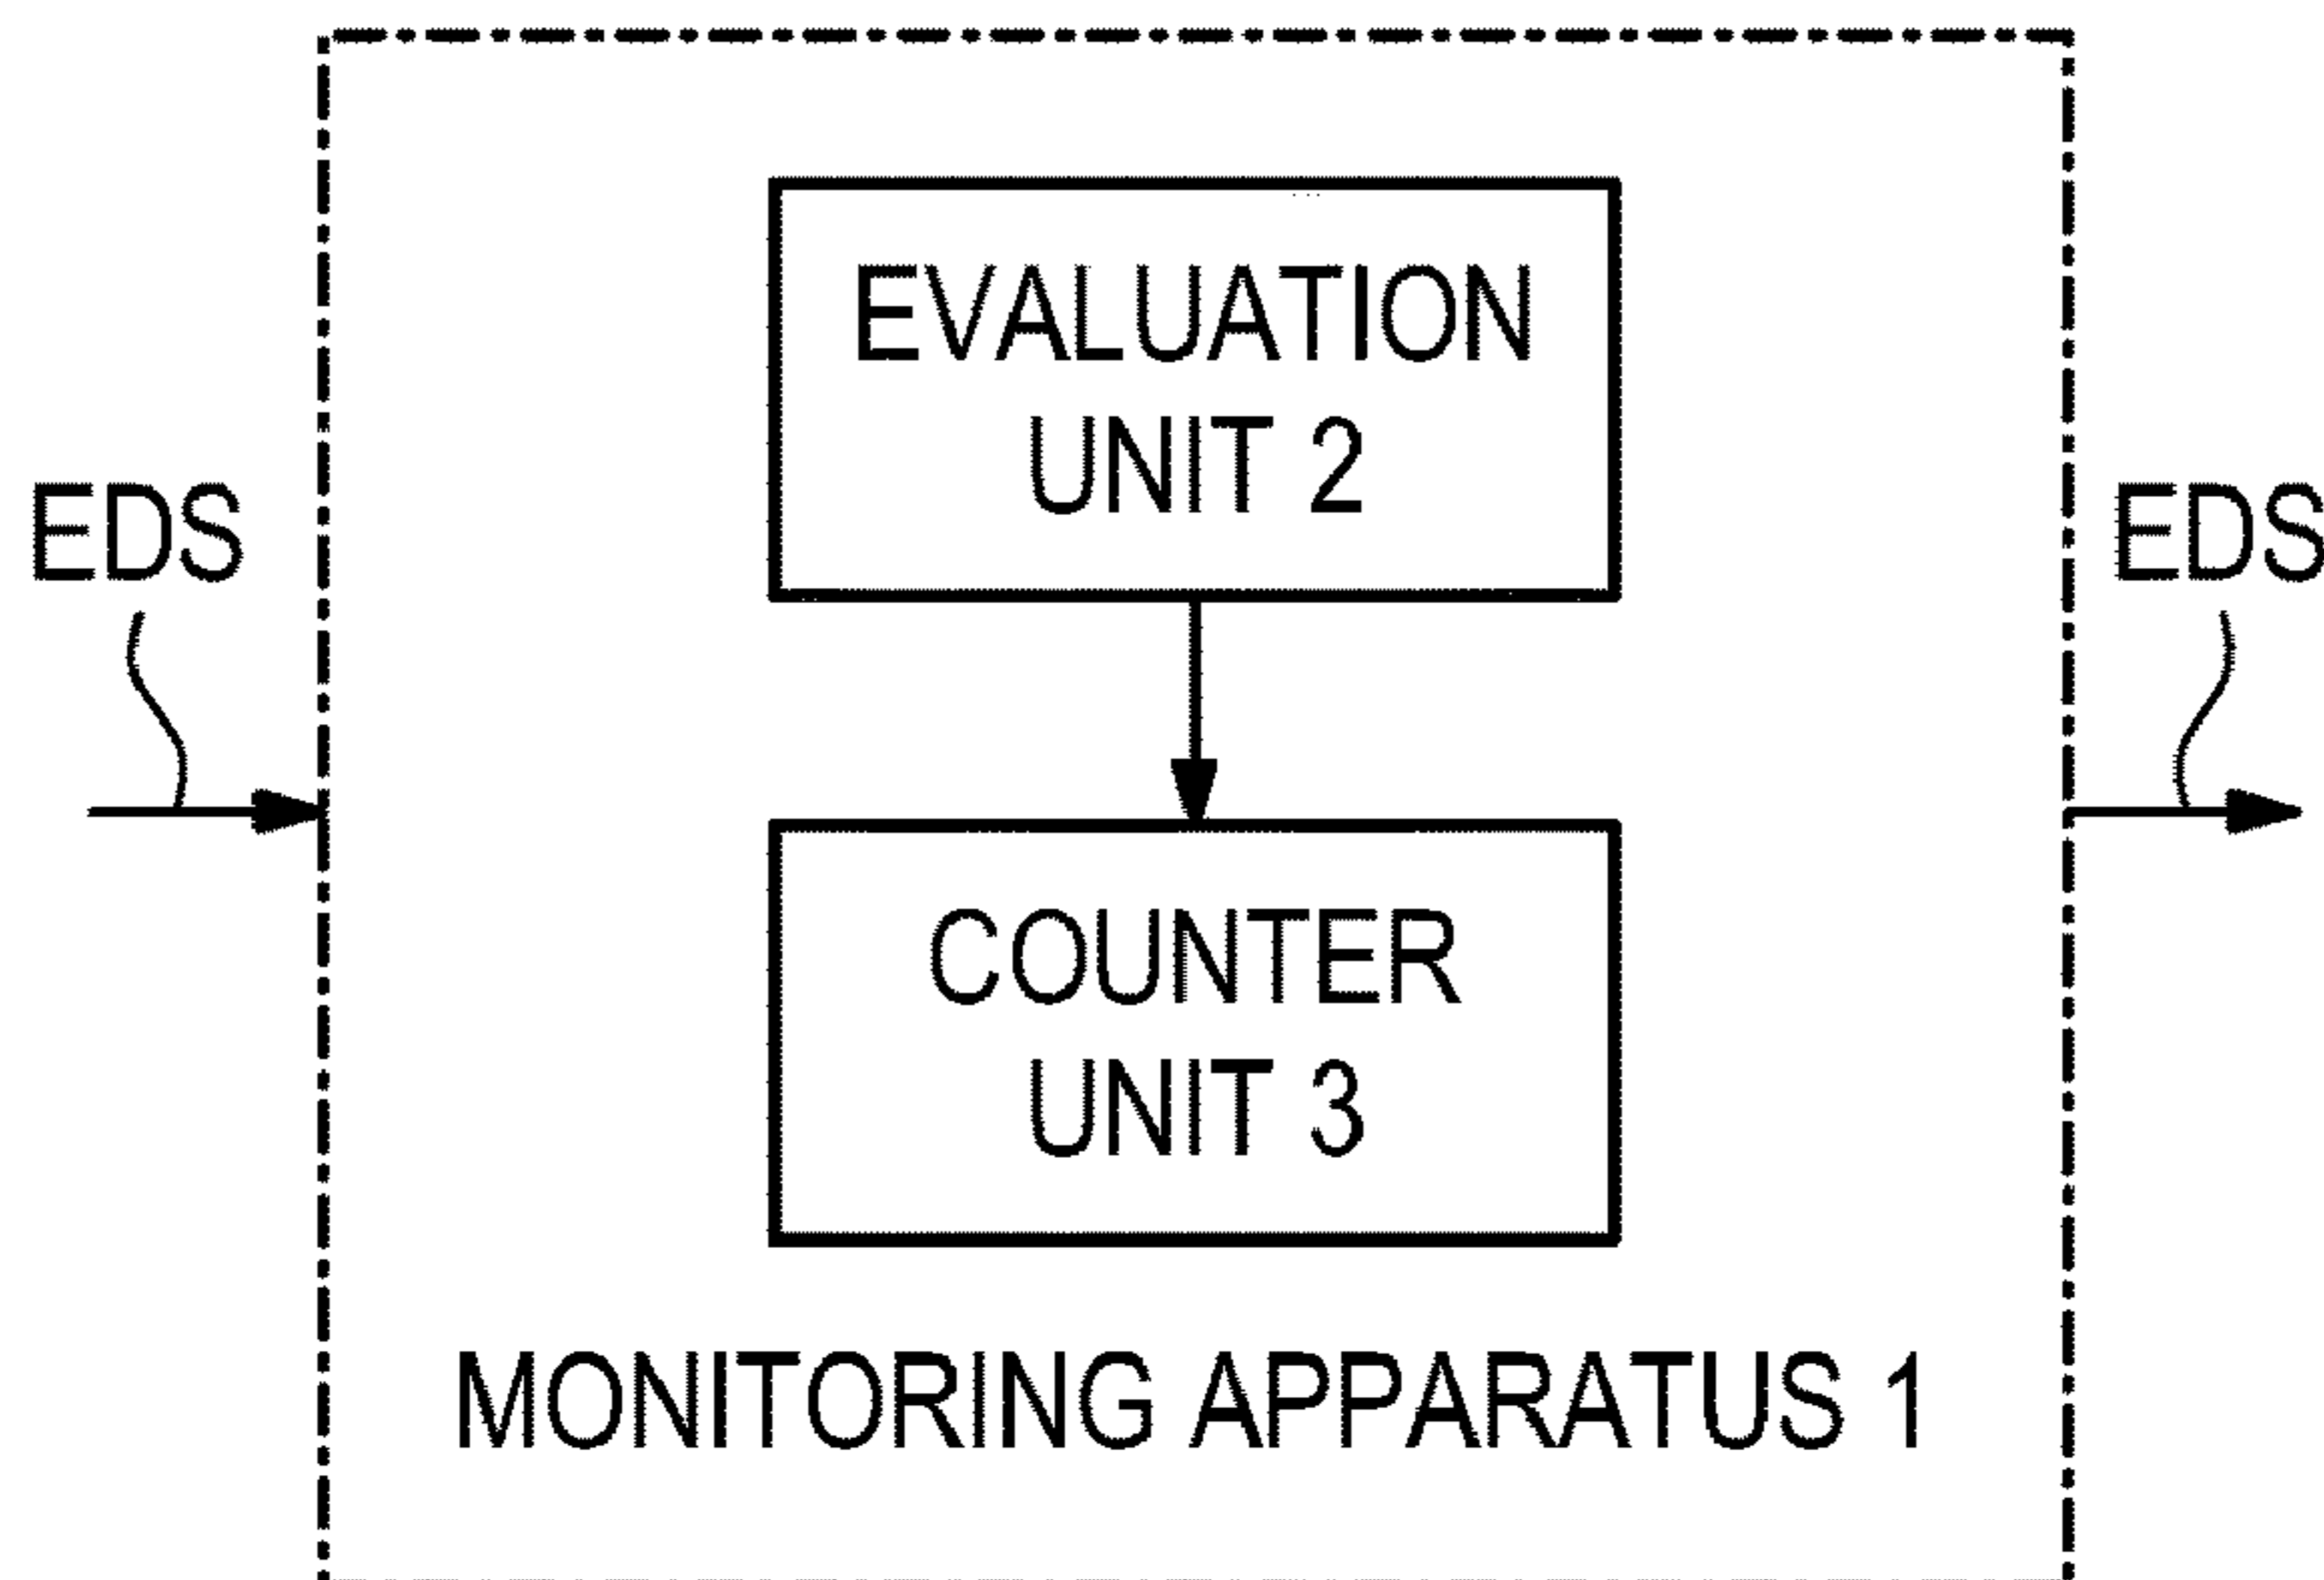 EVALUATION
UNIT 2
EDS
EDS
COUNTER
UNIT 3
MONITORING APPARATUS 1